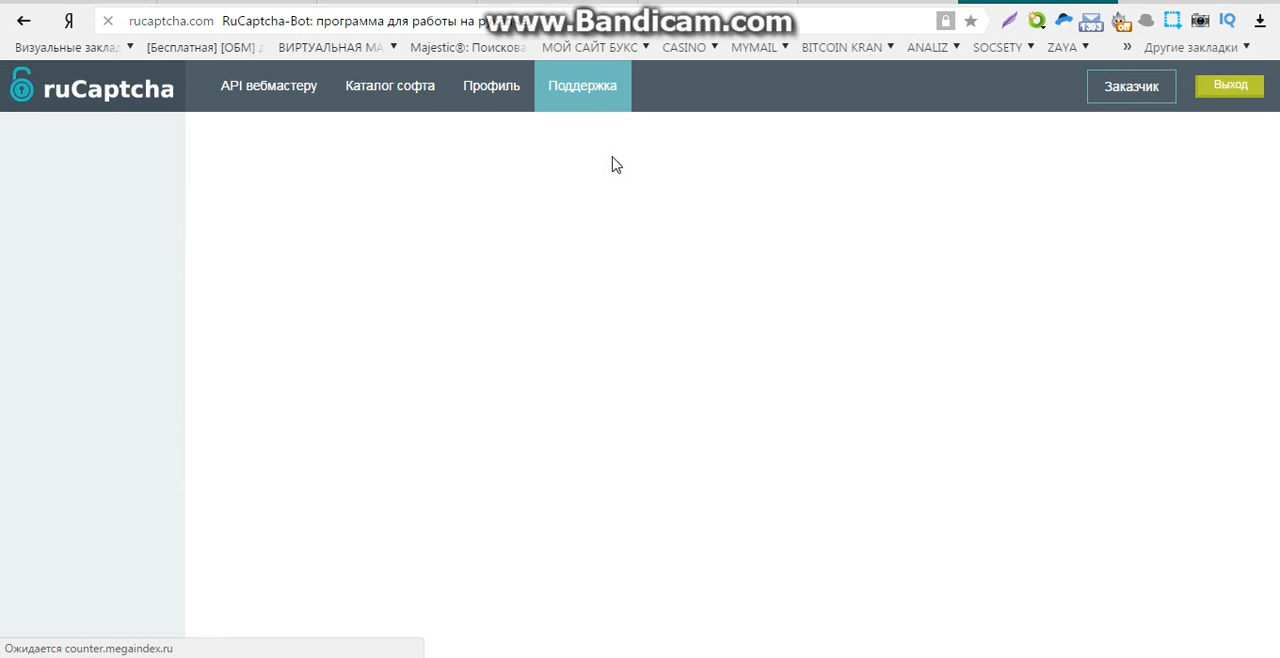 www.Bandicam.com
Я rucaptcha.com RuCaptcha-Bot: программа для работы на
Визуальные заклад [Бесплатная] [ОБМ] ВИРТУАЛЬНАЯ МА Majestic®: Поискова МОЙ САЙТ БУКС CASINO MYMAIL BITCOIN KRAN ANALIZ SOCSETY ZAYA » Другие закладки
ruCaptcha API вебмастеру Каталог софта Профиль Поддержка Заказчик Выход
Ожидается counter.megaindex.ru